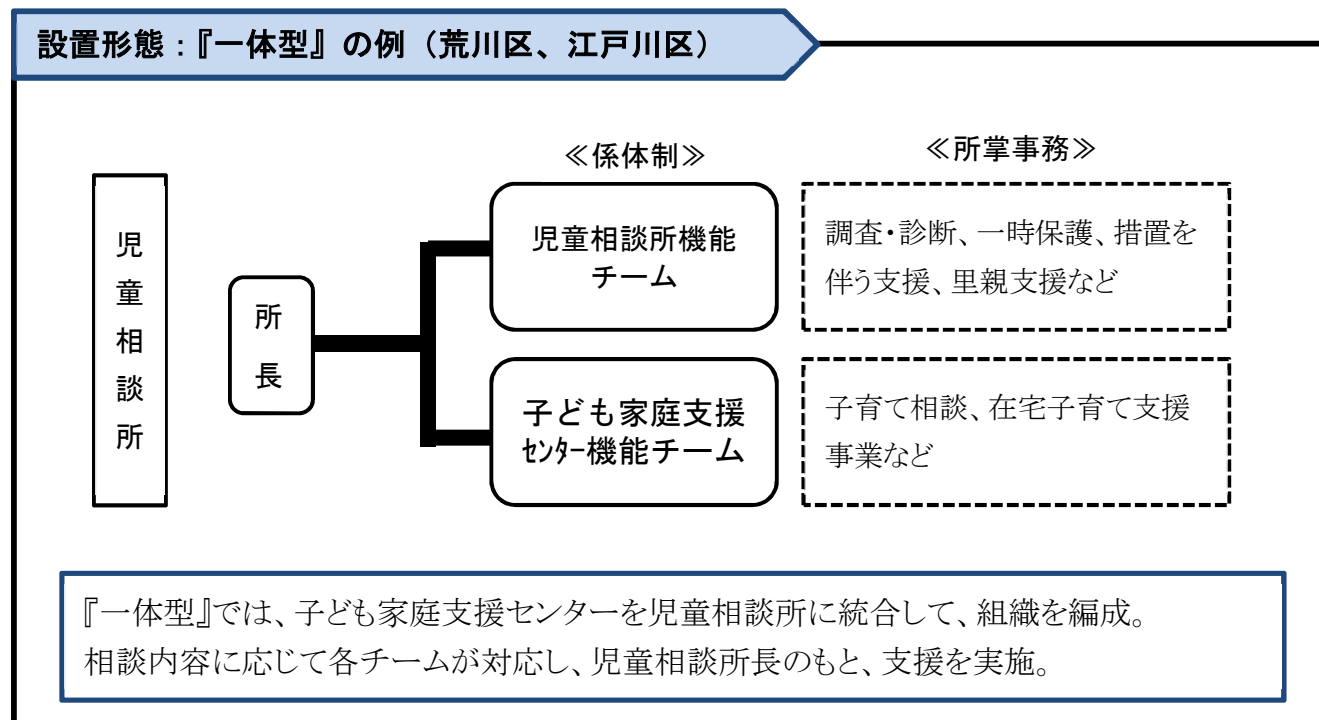 設置形態：『一体型』の例（荒川区、江戸川区）
≪係体制≫
≪所掌事務≫
児童相談所
所長
児童相談所機能
チーム
調査・診断、一時保護、措置を
伴う支援、里親支援など
子ども家庭支援
ｾﾝﾀｰ機能チーム
子育て相談、在宅子育て支援
事業など
『一体型』では、子ども家庭支援センターを児童相談所に統合して、組織を編成。
相談内容に応じて各チームが対応し、児童相談所長のもと、支援を実施。